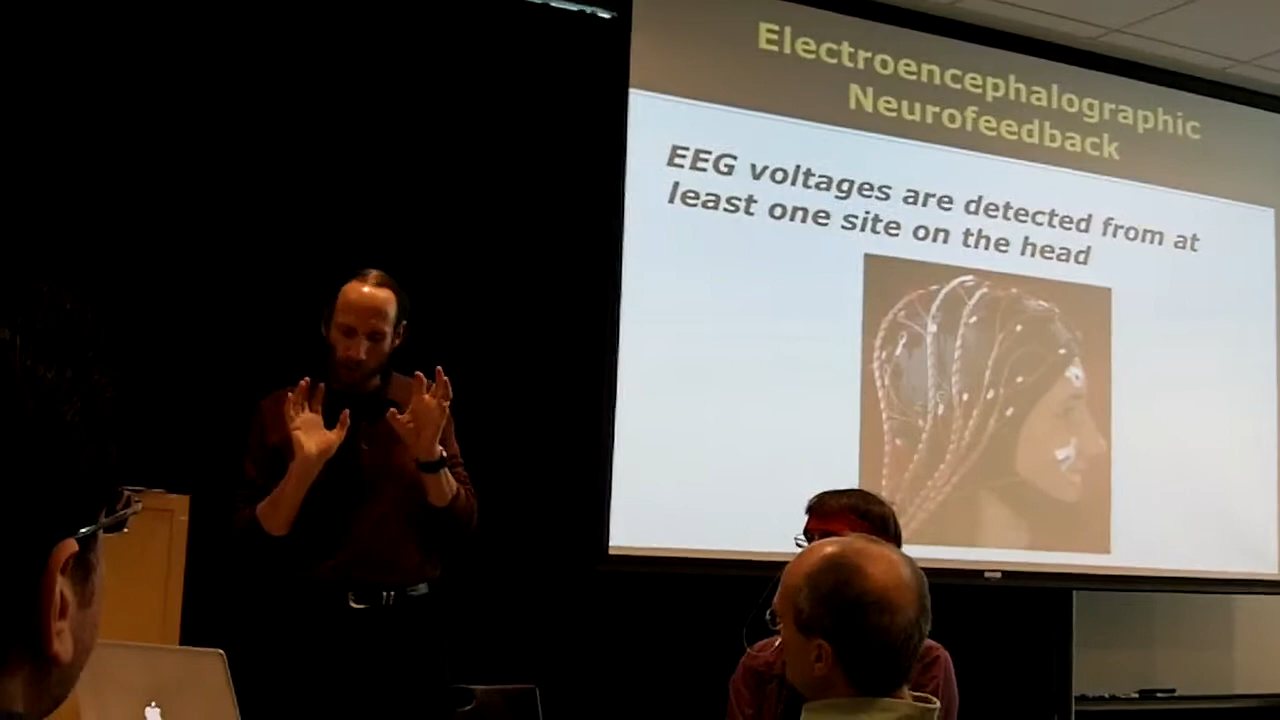 Electroencephalographic
Neurofeedback
EEG voltages are detected from at
least one site on the head